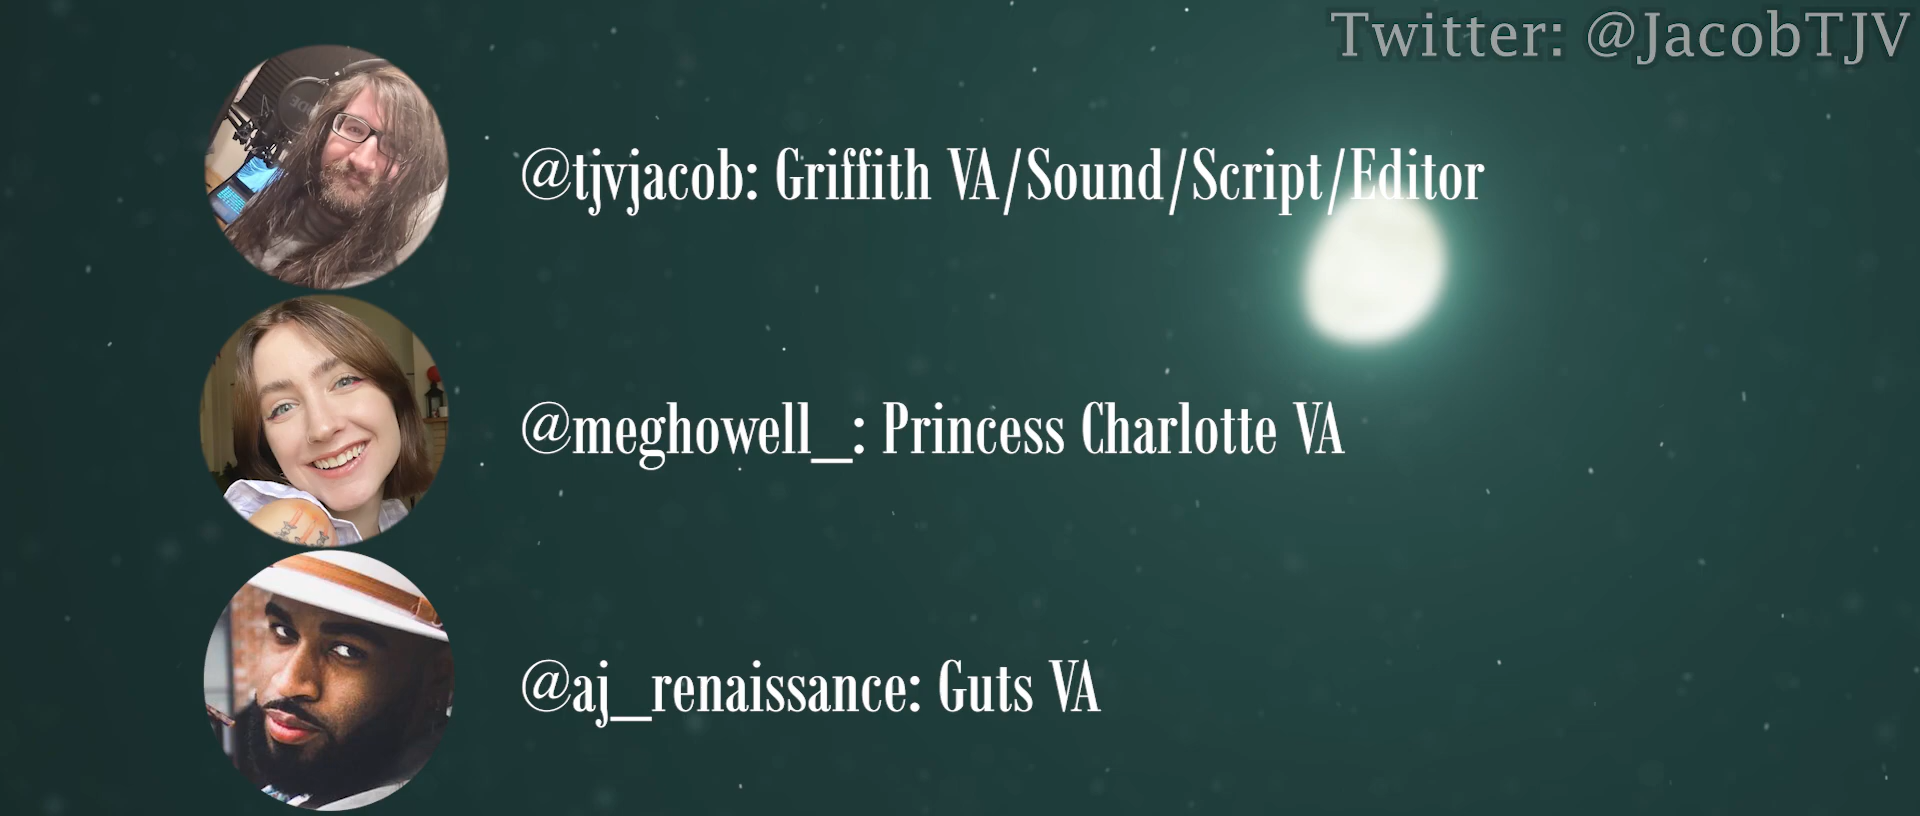 Twitter: @JacobTJV
@tjvjacob: Griffith VA/Sound/Script/Editor
@meghowell_: Princess Charlotte VA
@aj_renaissance: Guts VA